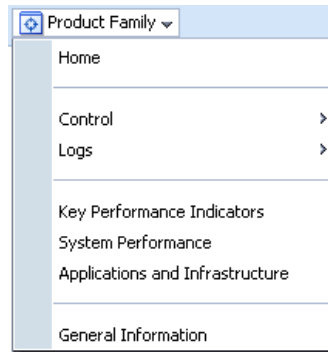 Product Family
Home
Control
Logs
Key Performance Indicators
System Performance
Applications and Infrastructure
General Information